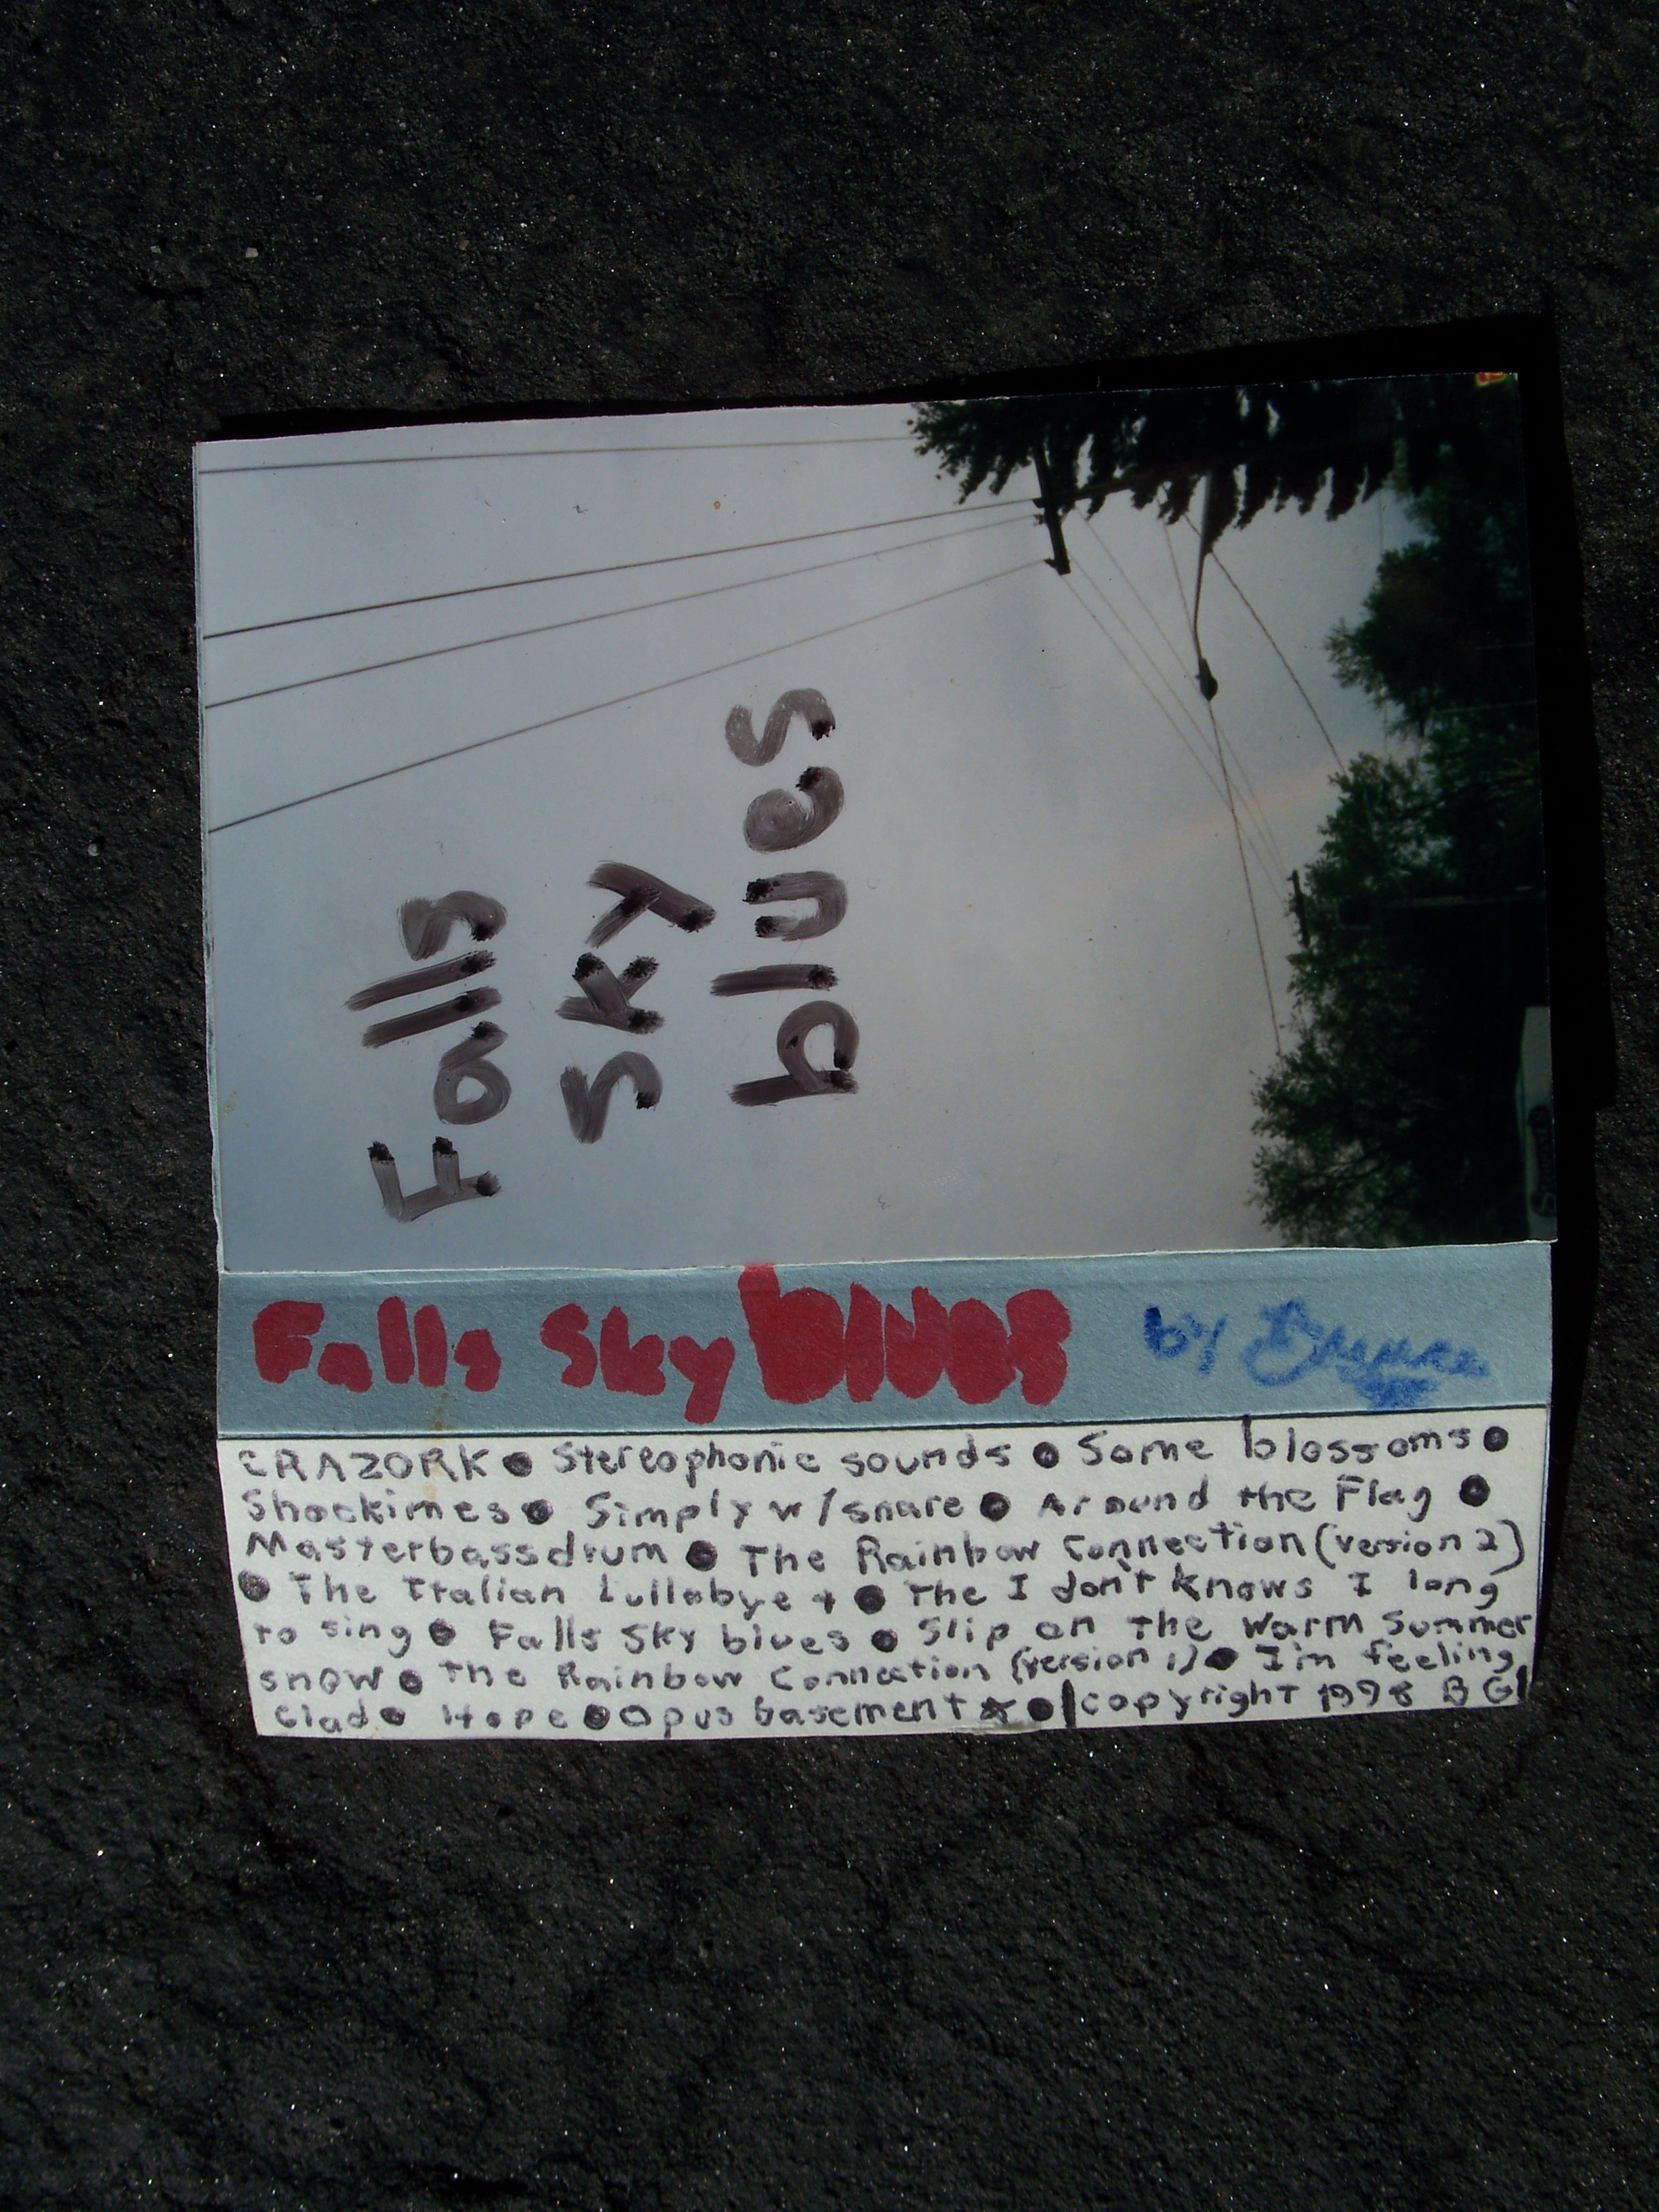 Falls
Sky
blues
Falls Sky blues by
CRAZORK ● Stereophonic sounds ● Some blossoms ●
Shockimes ● Simply w/snare ● Around the Flag ●
Masterbassdrum ● The Rainbow Connection (version 2)
● The Italian Lullabye + ● The I don't knows I long
to sing ● Falls Sky blues ● Slip on the warm summer
snow ● The Rainbow Connection (version 1) ● I'm feeling
Glad ● Hope ● Opus basement ☆ ● | copyright 1998 BG |